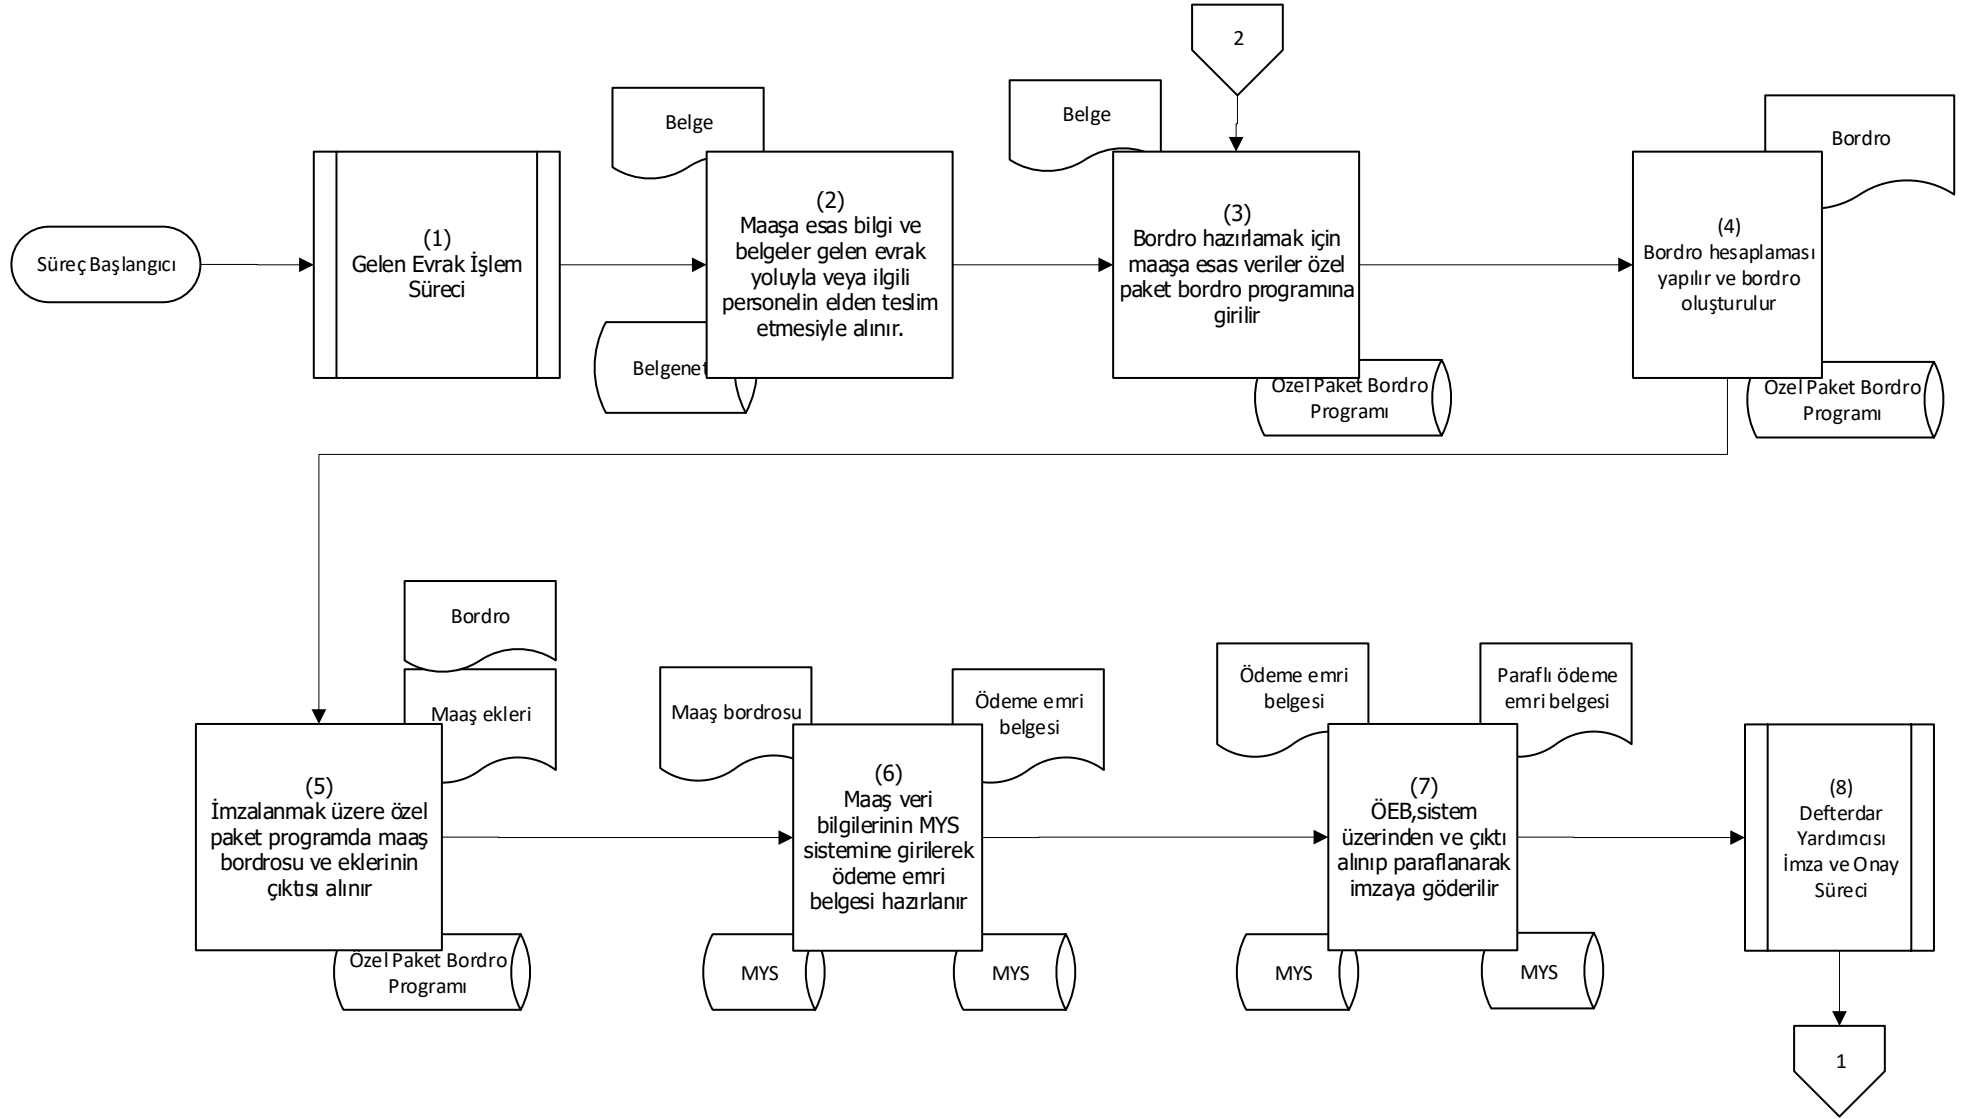 2
Belge
Belge
Bordro
Süreç Başlangıcı
(1)
Gelen Evrak İşlem
Süreci
(2)
Maaşa esas bilgi ve
belgeler gelen evrak
yoluyla veya ilgili
personelin elden teslim
etmesiyle alınır.
Belgenet
(3)
Bordro hazırlamak için
maaşa esas veriler özel
paket bordro programına
girilir
Özel Paket Bordro
Programı
(4)
Bordro hesaplaması
yapılır ve bordro
oluşturulur
Özel Paket Bordro
Programı
Bordro
Maaş ekleri
(5)
İmzalanmak üzere özel
paket programda maaş
bordrosu ve eklerinin
çıktısı alınır
Özel Paket Bordro
Programı
Maaş bordrosu
Ödeme emri
belgesi
(6)
Maaş veri
bilgilerinin MYS
sistemine girilerek
ödeme emri
belgesi hazırlanır
MYS
MYS
Ödeme emri
belgesi
Paraflı ödeme
emri belgesi
(7)
ÖEB,sistem
üzerinden ve çıktı
alınıp paraflanarak
imzaya göderilir
MYS
MYS
(8)
Defterdar
Yardımcısı
İmza ve Onay
Süreci
1